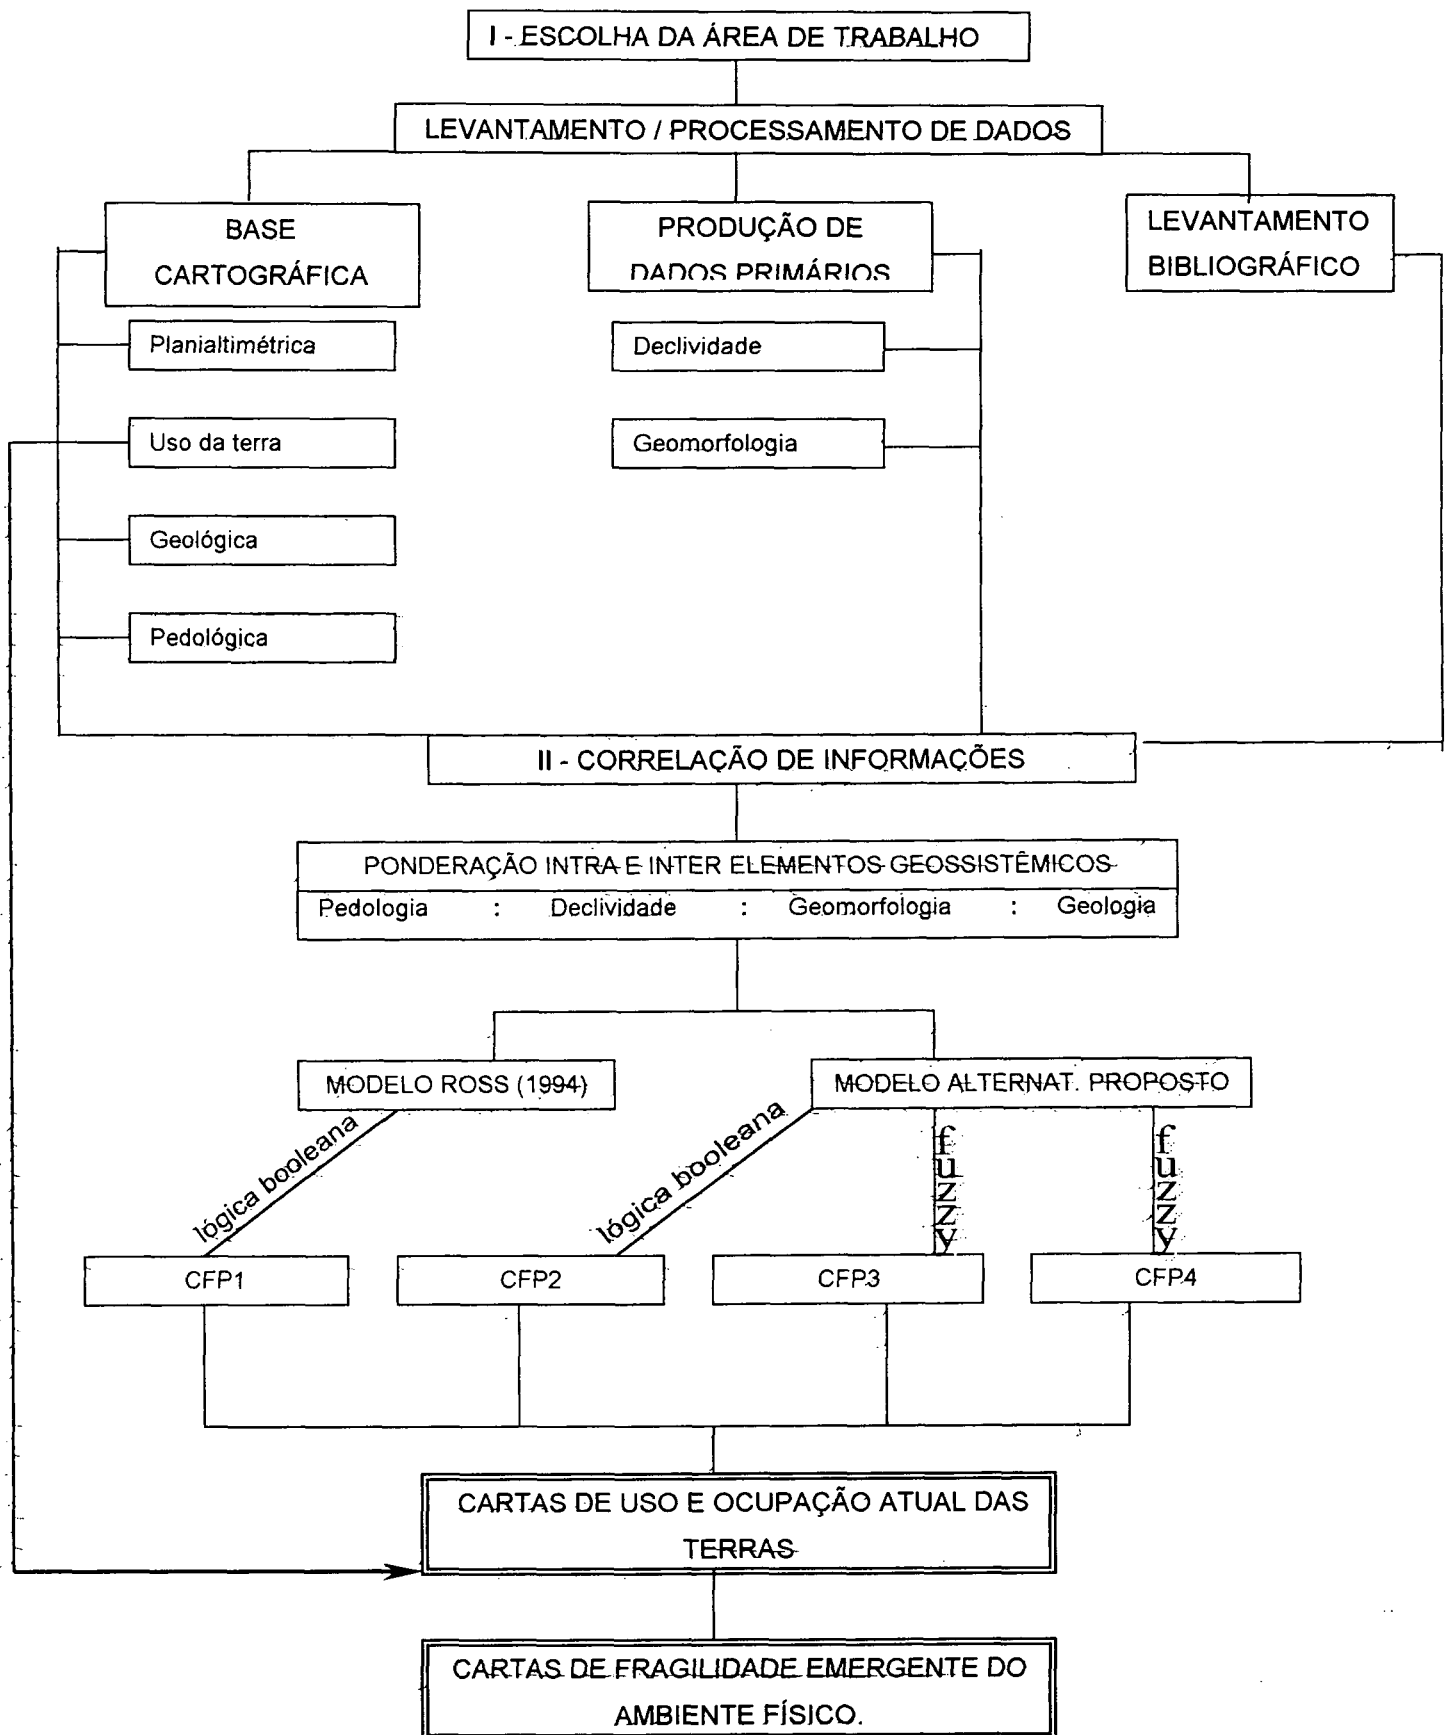 I - ESCOLHA DA ÁREA DE TRABALHO
LEVANTAMENTO / PROCESSAMENTO DE DADOS
BASE
CARTOGRÁFICA
PRODUÇÃO DE
DADOS PRIMÁRIOS
LEVANTAMENTO
BIBLIOGRÁFICO
Planialtimétrica
Declividade
Uso da terra
Geomorfologia
Geológica
Pedológica
II - CORRELAÇÃO DE INFORMAÇÕES
PONDERAÇÃO INTRA E INTER ELEMENTOS GEOSSISTÊMICOS
Pedologia : Declividade : Geomorfologia : Geologia
MODELO ROSS (1994)
MODELO ALTERNAT. PROPOSTO
lógica booleana
lógica booleana
fuzzy
fuzzy
CFP1
CFP2
CFP3
CFP4
CARTAS DE USO E OCUPAÇÃO ATUAL DAS
TERRAS
CARTAS DE FRAGILIDADE EMERGENTE DO
AMBIENTE FÍSICO.